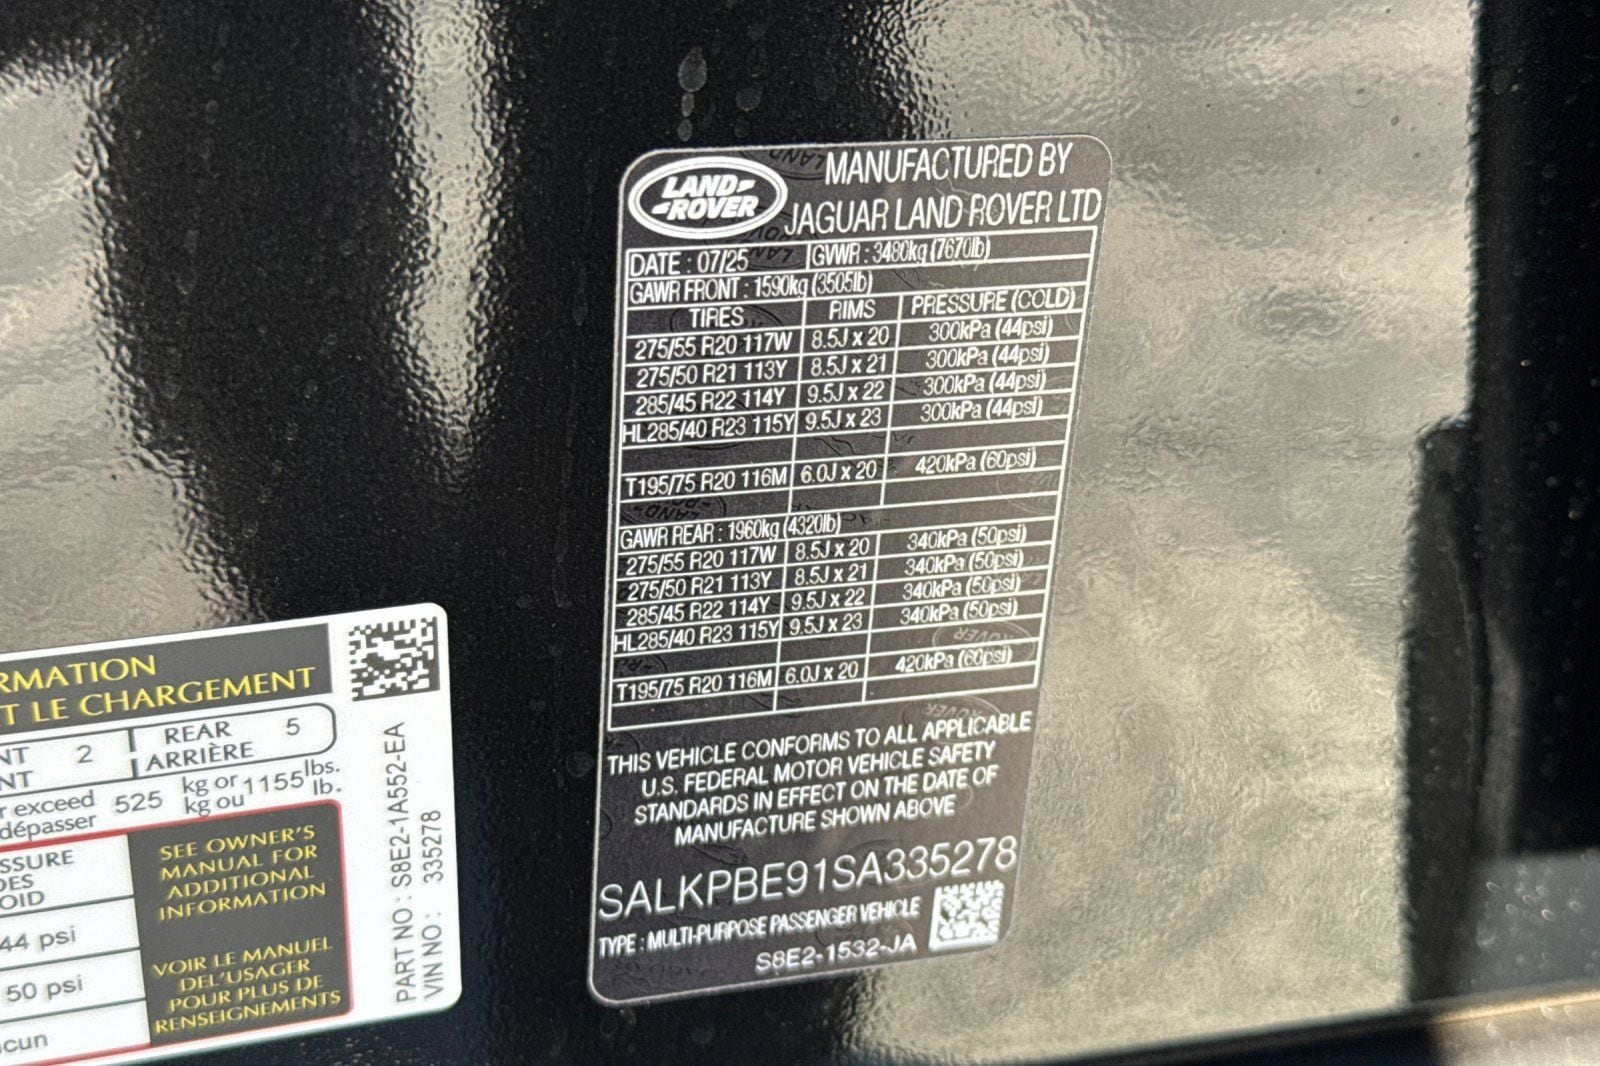 LAND-
-ROVER
MANUFACTURED BY
JAGUAR LAND ROVER LTD
DATE : 07/25 GVWR : 3480kg (7670lb)
GAWR FRONT : 1590kg (3505lb)
TIRES RIMS PRESSURE (COLD)
275/55 R20 117W 8.5J x 20 300kPa (44psi)
275/50 R21 113Y 8.5J x 21 300kPa (44psi)
285/45 R22 114Y 9.5J x 22 300kPa (44psi)
HL285/40 R23 115Y 9.5J x 23 300kPa (44psi)
T195/75 R20 116M 6.0J x 20 420kPa (60psi)
GAWR REAR : 1960kg (4320lb)
275/55 R20 117W 8.5J x 20 340kPa (50psi)
275/50 R21 113Y 8.5J x 21 340kPa (50psi)
285/45 R22 114Y 9.5J x 22 340kPa (50psi)
HL285/40 R23 115Y 9.5J x 23 340kPa (50psi)
T195/75 R20 116M 6.0J x 20 420kPa (60psi)
THIS VEHICLE CONFORMS TO ALL APPLICABLE
U.S. FEDERAL MOTOR VEHICLE SAFETY
STANDARDS IN EFFECT ON THE DATE OF
MANUFACTURE SHOWN ABOVE
SALKPBE91SA335278
TYPE : MULTI-PURPOSE PASSENGER VEHICLE
S8E2-1532-JA
RMATION
T LE CHARGEMENT
NT 2 REAR 5
NT ARRIÈRE
r exceed 525 kg or 1155 lbs.
dépasser kg ou lb.
SSURE
DES
OID
44 psi
50 psi
cun
SEE OWNER'S
MANUAL FOR
ADDITIONAL
INFORMATION
VOIR LE MANUEL
DEL'USAGER
POUR PLUS DE
RENSEIGNEMENTS
PART NO : S8E2-1A552-EA
VIN NO : 335278